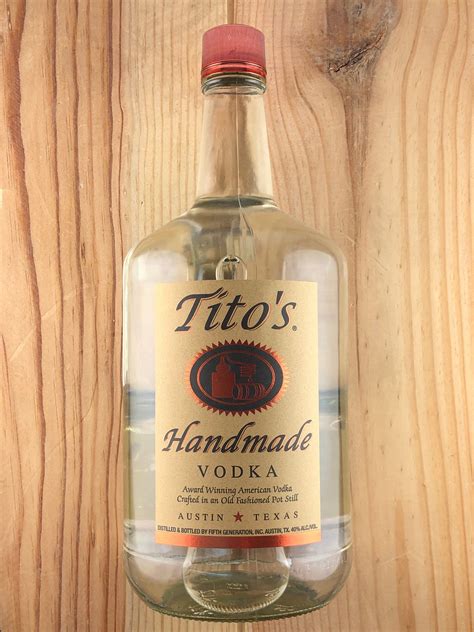 Tito's®
Handmade
VODKA
Award Winning American Vodka
Crafted in an Old Fashioned Pot Still
AUSTIN ★ TEXAS
DISTILLED & BOTTLED BY FIFTH GENERATION, INC. AUSTIN, TX. 40% ALC./VOL.